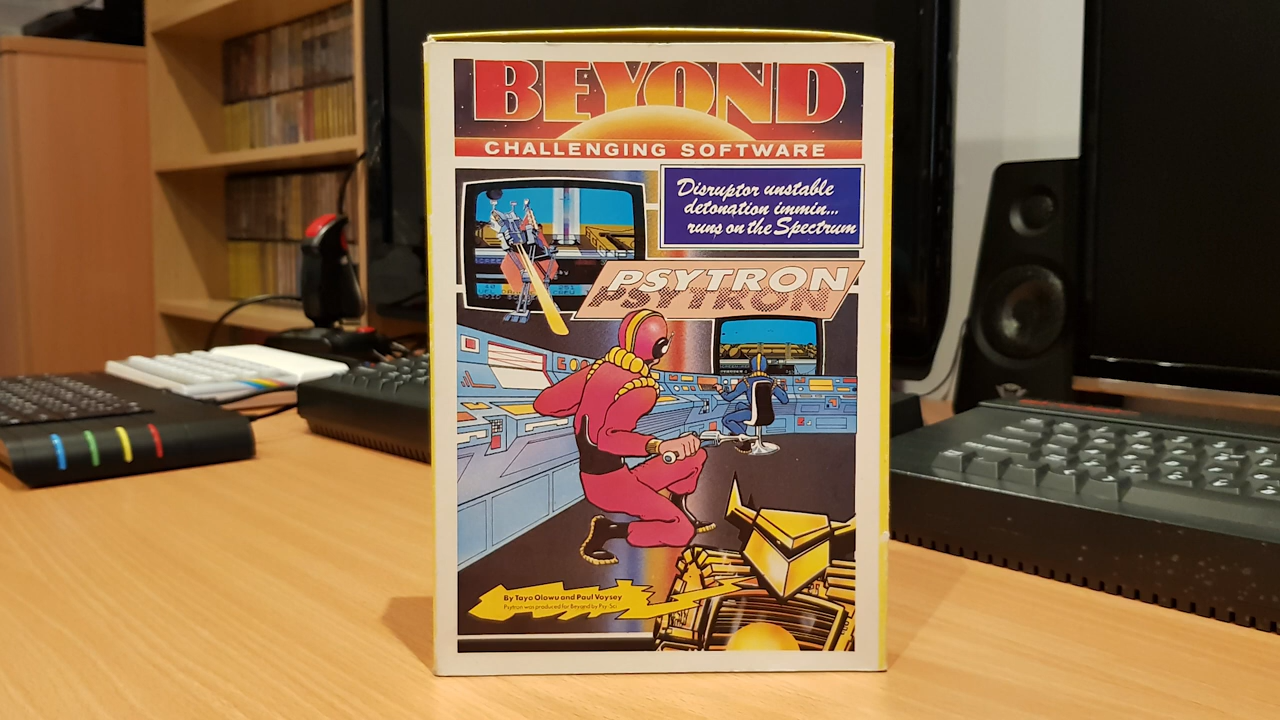 BEYOND
CHALLENGING SOFTWARE
Disruptor unstable
detonation immin...
runs on the Spectrum
PSYTRON
PSYTRON
By Tayo Olowu and Paul Vaysey
Psytron was produced for Beyond by Psy-Sci